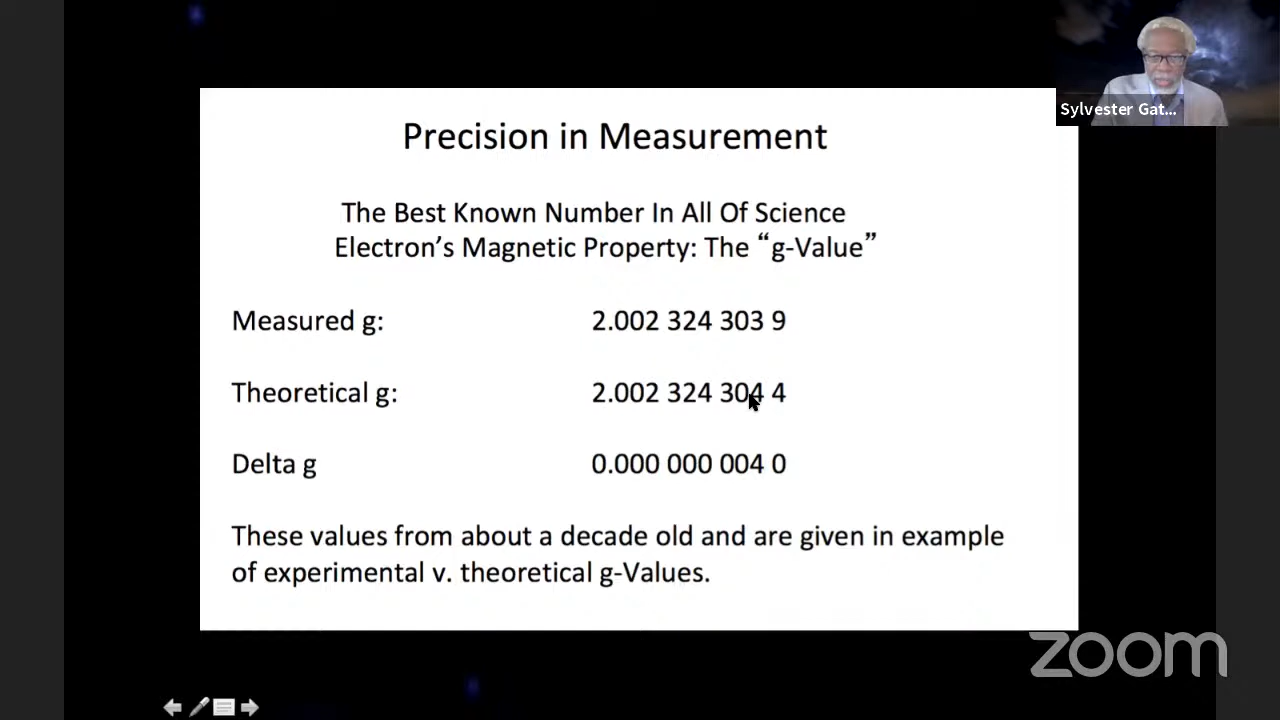 Sylvester Gat...
Precision in Measurement
The Best Known Number In All Of Science
Electron’s Magnetic Property: The “g-Value”
Measured g: 2.002 324 303 9
Theoretical g: 2.002 324 304 4
Delta g 0.000 000 004 0
These values from about a decade old and are given in example
of experimental v. theoretical g-Values.
zoom